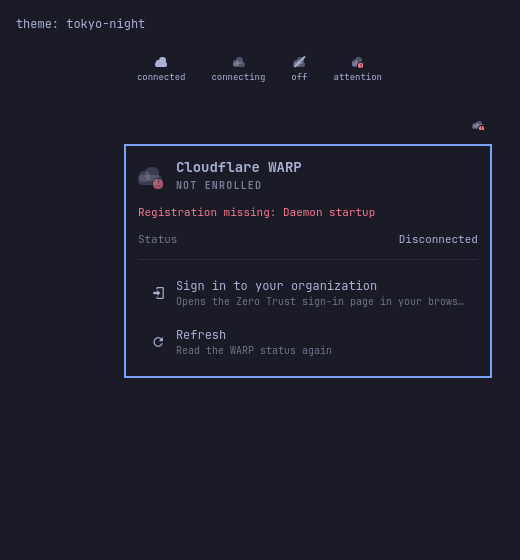 theme: tokyo-night
connected connecting off attention
Cloudflare WARP
NOT ENROLLED
Registration missing: Daemon startup
Status Disconnected
Sign in to your organization
Opens the Zero Trust sign-in page in your brows…
Refresh
Read the WARP status again